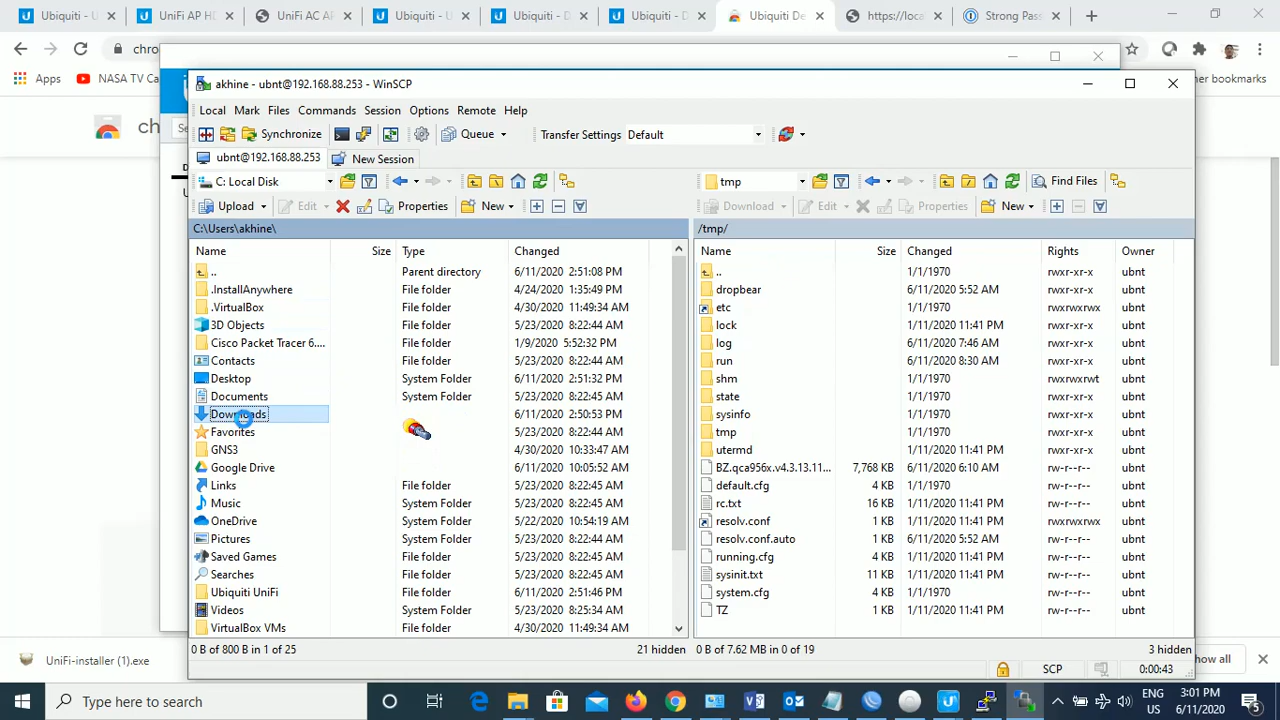 Ubiquiti - U
UniFi AP HD
UniFi AC AP
Ubiquiti - U
Ubiquiti - D
Ubiquiti - D
Ubiquiti De
https://loca
Strong Pass
chro
Apps
NASA TV Ca
her bookmarks
ch
akhine - ubnt@192.168.88.253 - WinSCP
Local Mark Files Commands Session Options Remote Help
Synchronize Queue Transfer Settings Default
ubnt@192.168.88.253 New Session
C: Local Disk tmp Find Files
Upload Edit Properties New Download Edit Properties New
C:\Users\akhine\ /tmp/
Name Size Type Changed
.. Parent directory 6/11/2020 2:51:08 PM
.InstallAnywhere File folder 4/24/2020 1:35:49 PM
.VirtualBox File folder 4/30/2020 11:49:34 AM
3D Objects File folder 5/23/2020 8:22:44 AM
Cisco Packet Tracer 6.... File folder 1/9/2020 5:52:32 PM
Contacts File folder 5/23/2020 8:22:44 AM
Desktop System Folder 6/11/2020 2:51:32 PM
Documents System Folder 5/23/2020 8:22:44 AM
Downloads 6/11/2020 2:50:53 PM
Favorites 5/23/2020 8:22:44 AM
GNS3 4/30/2020 10:33:47 AM
Google Drive 6/11/2020 10:05:52 AM
Links File folder 5/23/2020 8:22:45 AM
Music System Folder 5/23/2020 8:22:45 AM
OneDrive System Folder 5/22/2020 10:54:19 AM
Pictures System Folder 5/23/2020 8:22:44 AM
Saved Games File folder 5/23/2020 8:22:45 AM
Searches File folder 5/23/2020 8:22:44 AM
Ubiquiti UniFi File folder 6/11/2020 2:51:46 PM
Videos System Folder 5/23/2020 8:25:34 AM
VirtualBox VMs File folder 4/30/2020 11:49:34 AM
0 B of 800 B in 1 of 25 21 hidden
Name Size Changed Rights Owner
.. 1/1/1970 rwxr-xr-x ubnt
dropbear 6/11/2020 5:52 AM rwxr-xr-x ubnt
etc 1/1/1970 rwxrwxrwx ubnt
lock 1/11/2020 11:41 PM rwxr-xr-x ubnt
log 6/11/2020 7:46 AM rwxr-xr-x ubnt
run 6/11/2020 8:30 AM rwxr-xr-x ubnt
shm 1/1/1970 rwxrwxrwt ubnt
state 1/1/1970 rwxr-xr-x ubnt
sysinfo 1/1/1970 rwxr-xr-x ubnt
tmp 1/1/1970 rwxr-xr-x ubnt
utermd 1/11/2020 11:41 PM rwxr-xr-x ubnt
BZ.qca956x.v4.3.13.11... 7,768 KB 6/11/2020 6:10 AM rw-r--r-- ubnt
default.cfg 4 KB 1/1/1970 rw-r--r-- ubnt
rc.txt 16 KB 1/11/2020 11:41 PM rw-r--r-- ubnt
resolv.conf 1 KB 1/11/2020 11:41 PM rwxrwxrwx ubnt
resolv.conf.auto 1 KB 6/11/2020 5:52 AM rw-r--r-- ubnt
running.cfg 4 KB 1/11/2020 11:41 PM rw-r--r-- ubnt
sysinit.txt 11 KB 1/11/2020 11:41 PM rw-r--r-- ubnt
system.cfg 4 KB 1/1/1970 rw-r--r-- ubnt
TZ 1 KB 1/11/2020 11:41 PM rw-r--r-- ubnt
0 B of 7.62 MB in 0 of 19 3 hidden
SCP 0:00:43
UniFi-installer (1).exe
how all
Type here to search
ENG
US
3:01 PM
6/11/2020
5